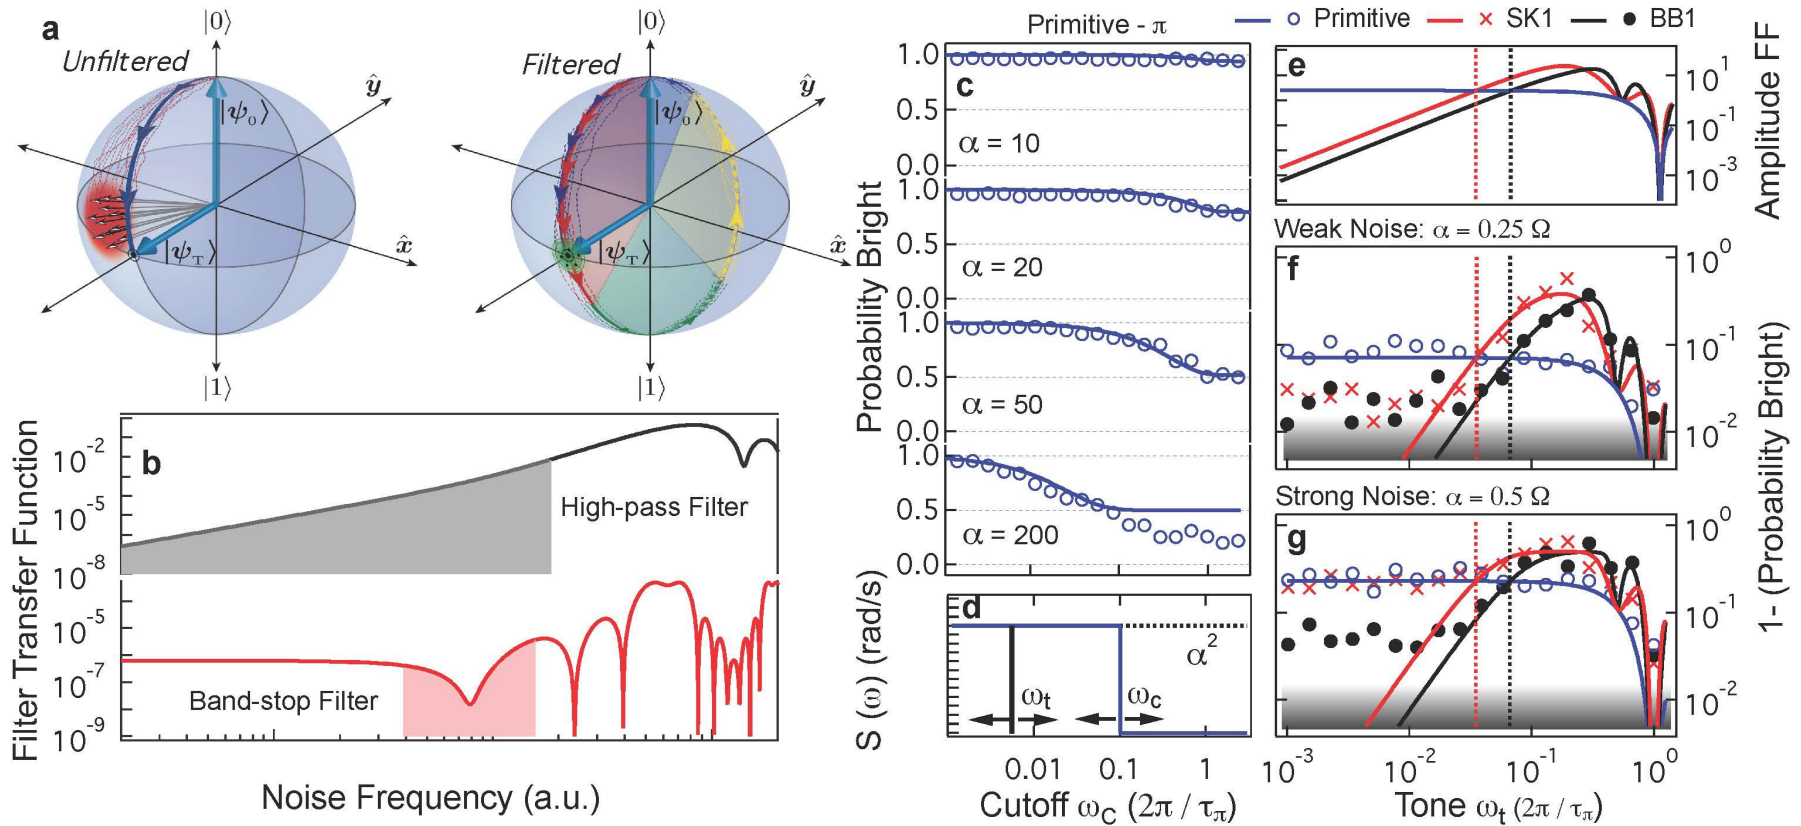 a
Unfiltered
|0⟩
ŷ
|ψ₀⟩
|ψ_T⟩
x̂
|1⟩
Filtered
|0⟩
ŷ
|ψ₀⟩
|ψ_T⟩
x̂
|1⟩
b
Filter Transfer Function
10⁻²
10⁻⁵
10⁻⁸
High-pass Filter
10⁻⁵
10⁻⁷
10⁻⁹
Band-stop Filter
Noise Frequency (a.u.)
Primitive - π
c
Probability Bright
1.0
0.5
0.0
α = 10
1.0
0.5
0.0
α = 20
1.0
0.5
0.0
α = 50
1.0
0.5
0.0
α = 200
d
S (ω) (rad/s)
α²
ωt
ωc
0.01 0.1 1
Cutoff ωC (2π / τπ)
Primitive SK1 BB1
e
10¹
10⁻¹
10⁻³
Amplitude FF
Weak Noise: α = 0.25 Ω
f
10⁰
10⁻¹
10⁻²
Strong Noise: α = 0.5 Ω
g
10⁰
10⁻¹
10⁻²
1- (Probability Bright)
10⁻³ 10⁻² 10⁻¹ 10⁰
Tone ωt (2π / τπ)